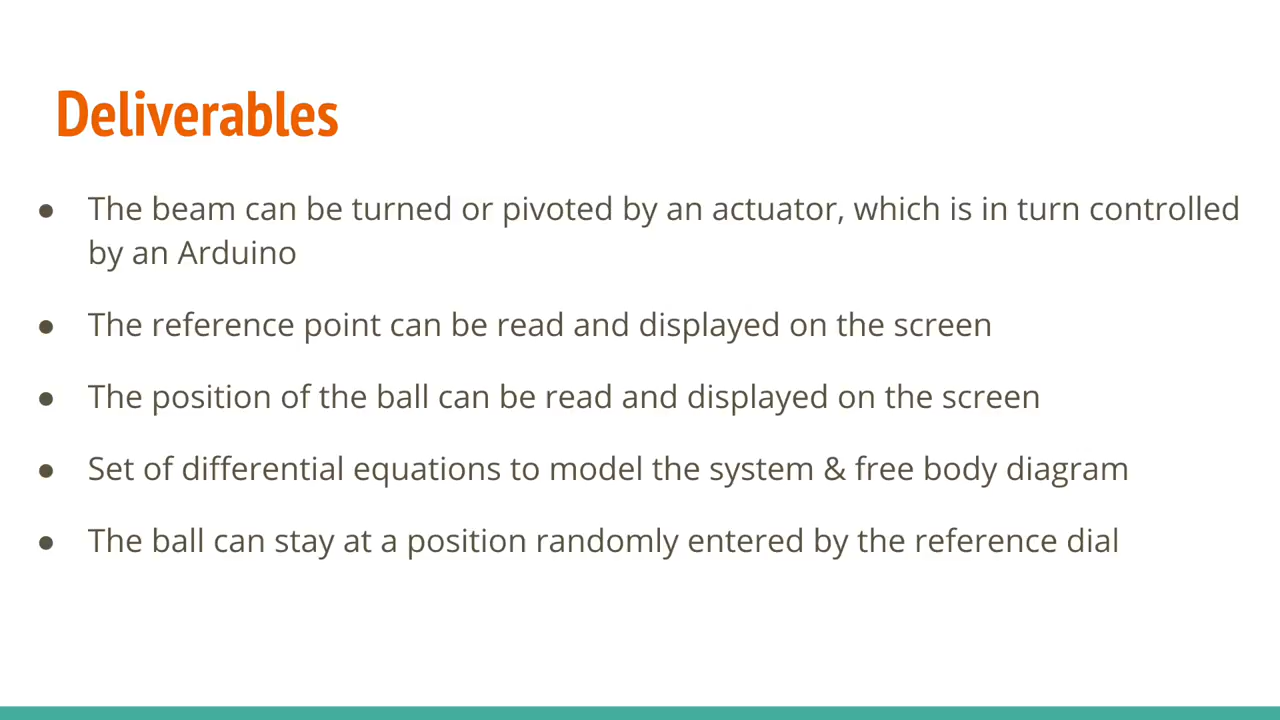 Deliverables
● The beam can be turned or pivoted by an actuator, which is in turn controlled
by an Arduino
● The reference point can be read and displayed on the screen
● The position of the ball can be read and displayed on the screen
● Set of differential equations to model the system & free body diagram
● The ball can stay at a position randomly entered by the reference dial